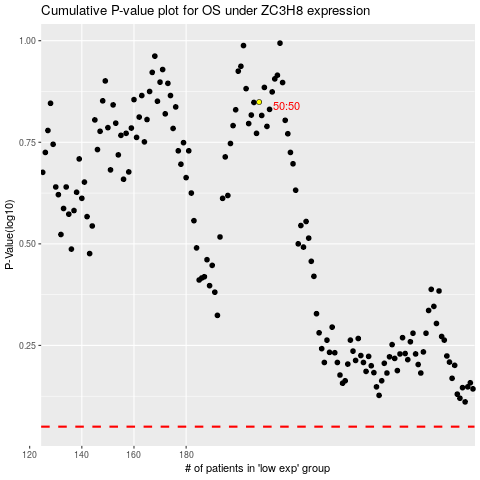 Cumulative P-value plot for OS under ZC3H8 expression
1.00
0.75
0.50
0.25
P-Value(log10)
50:50
120 140 160 180
# of patients in 'low exp' group